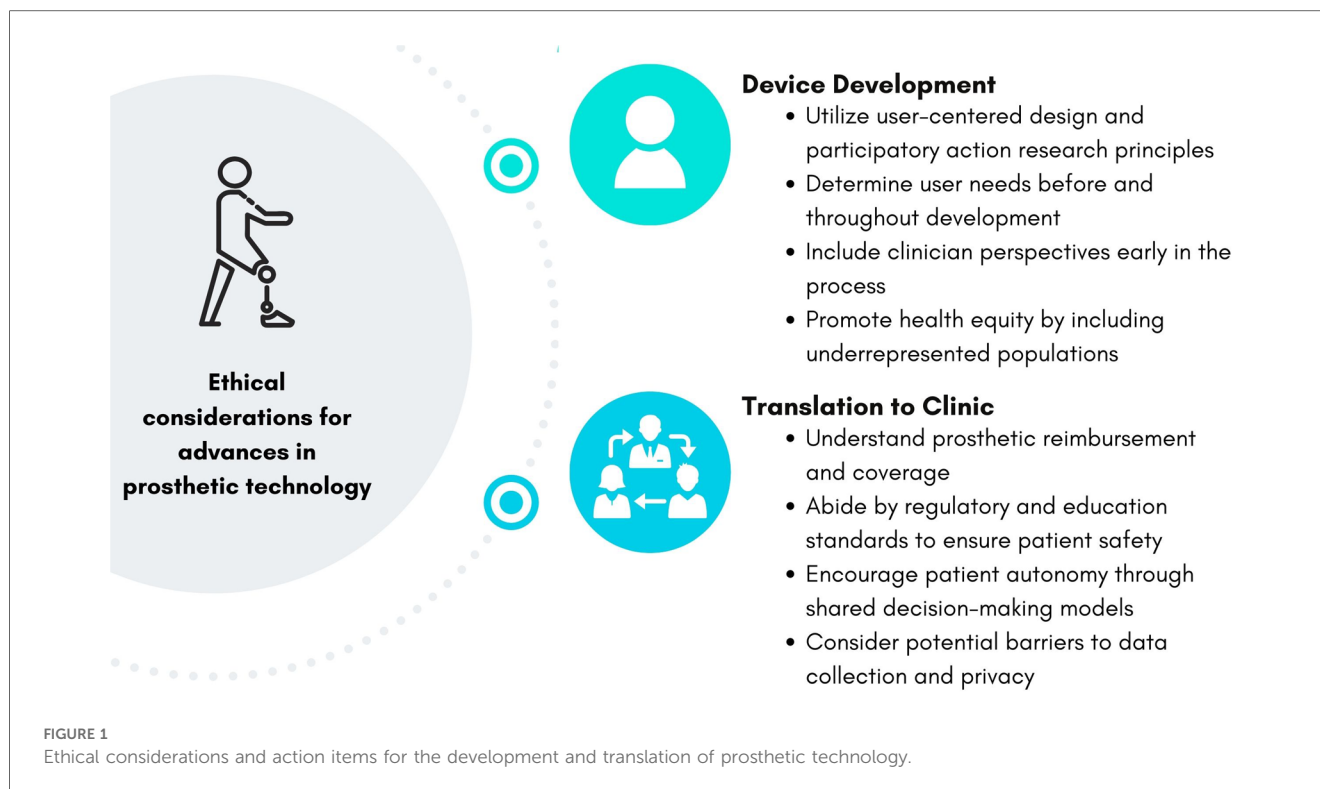 Ethical
considerations for
advances in
prosthetic technology
Device Development
• Utilize user-centered design and
participatory action research principles
• Determine user needs before and
throughout development
• Include clinician perspectives early in the
process
• Promote health equity by including
underrepresented populations
Translation to Clinic
• Understand prosthetic reimbursement
and coverage
• Abide by regulatory and education
standards to ensure patient safety
• Encourage patient autonomy through
shared decision-making models
• Consider potential barriers to data
collection and privacy
FIGURE 1
Ethical considerations and action items for the development and translation of prosthetic technology.